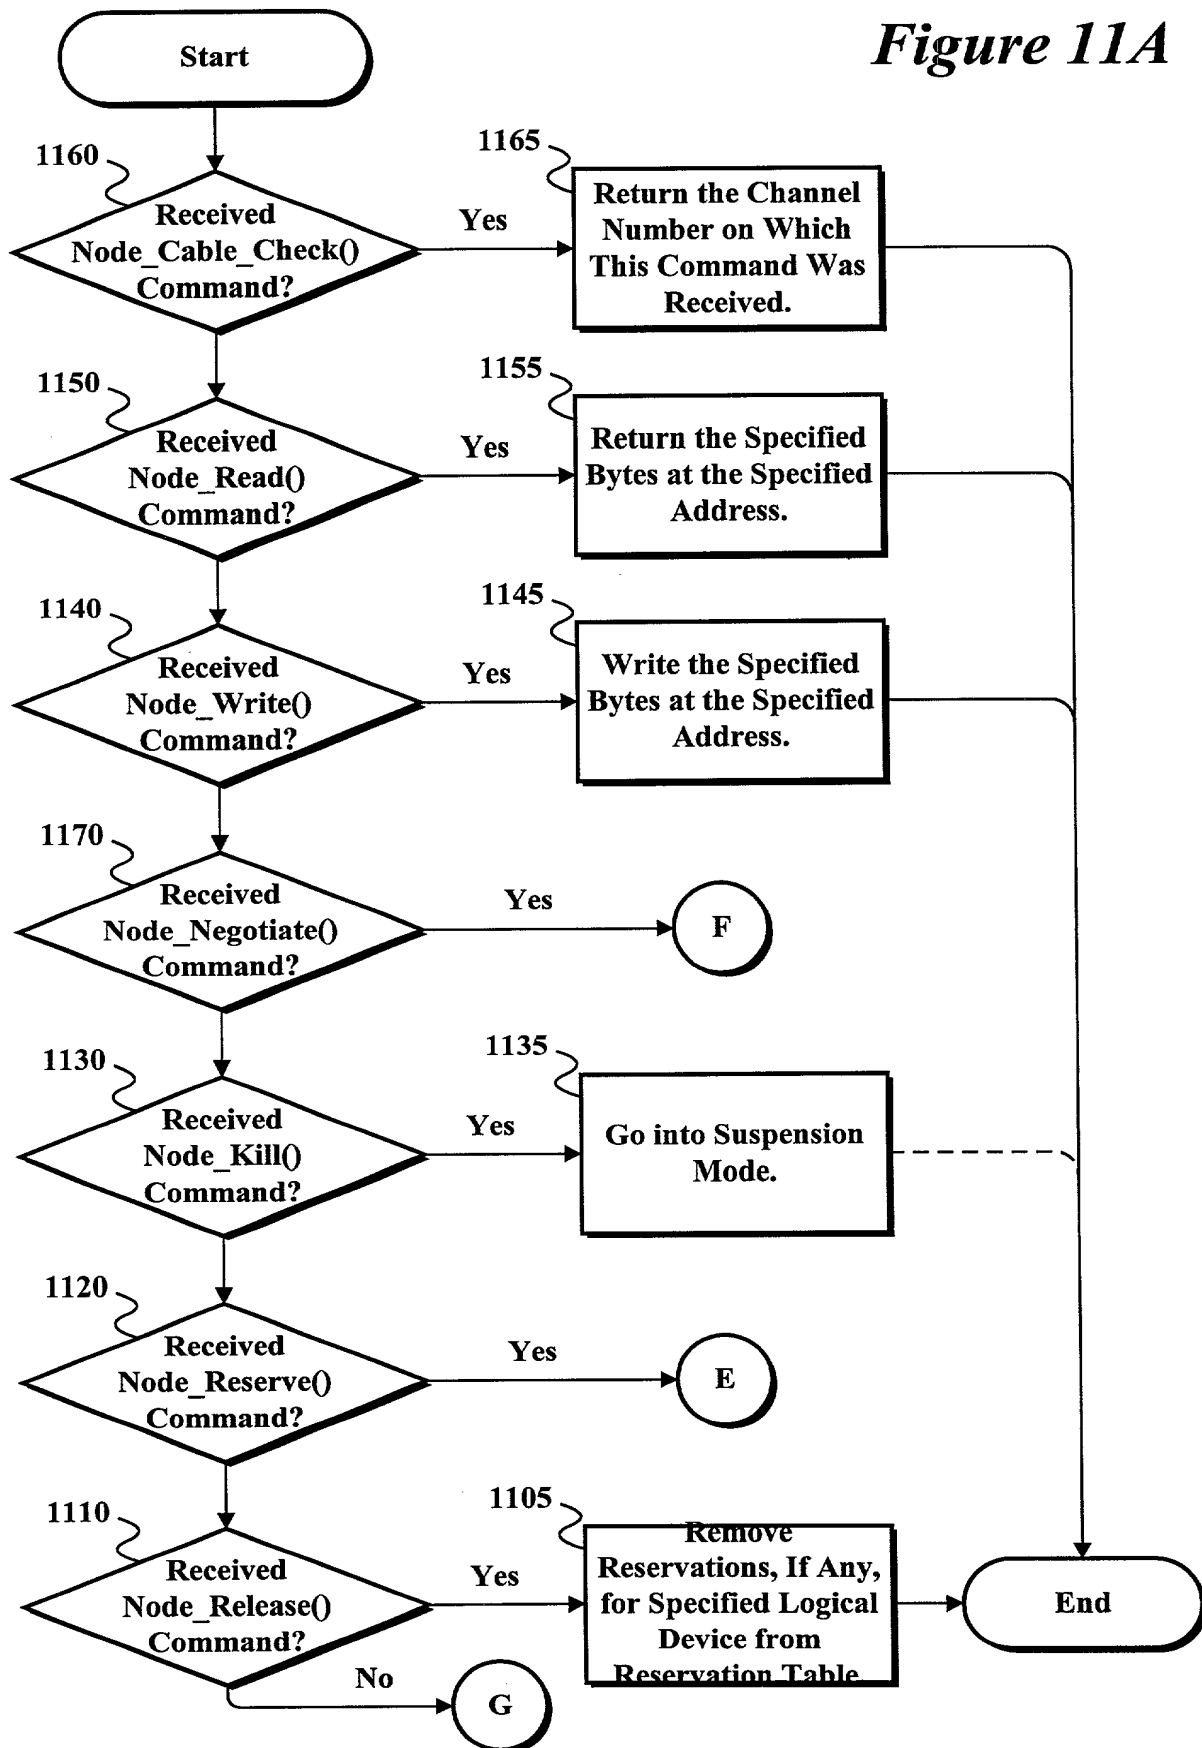 Figure 11A
Start
1160
Received
Node_Cable_Check()
Command?
Yes
1165
Return the Channel
Number on Which
This Command Was
Received.
1150
Received
Node_Read()
Command?
Yes
1155
Return the Specified
Bytes at the Specified
Address.
1140
Received
Node_Write()
Command?
Yes
1145
Write the Specified
Bytes at the Specified
Address.
1170
Received
Node_Negotiate()
Command?
Yes
F
1130
Received
Node_Kill()
Command?
Yes
1135
Go into Suspension
Mode.
1120
Received
Node_Reserve()
Command?
Yes
E
1110
Received
Node_Release()
Command?
Yes
1105
Remove
Reservations, If Any,
for Specified Logical
Device from
Reservation Table.
End
No
G